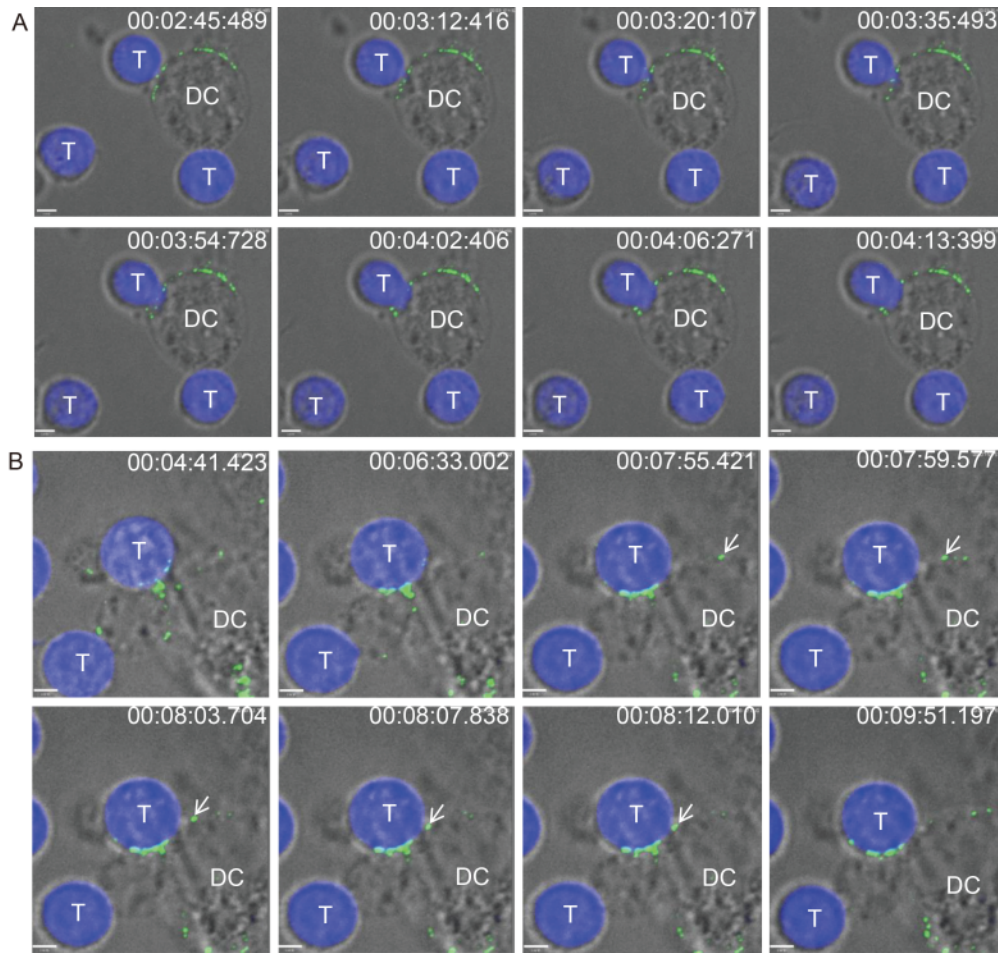 A
00:02:45:489
T
DC
T
T
00:03:12:416
T
DC
T
T
00:03:20:107
T
DC
T
T
00:03:35:493
T
DC
T
T
00:03:54:728
T
DC
T
T
00:04:02:406
T
DC
T
T
00:04:06:271
T
DC
T
T
00:04:13:399
T
DC
T
T
B
00:04:41.423
T
DC
T
00:06:33.002
T
DC
T
00:07:55.421
T
DC
T
00:07:59.577
T
DC
T
00:08:03.704
T
DC
T
00:08:07.838
T
DC
T
00:08:12.010
T
DC
T
00:09:51.197
T
DC
T